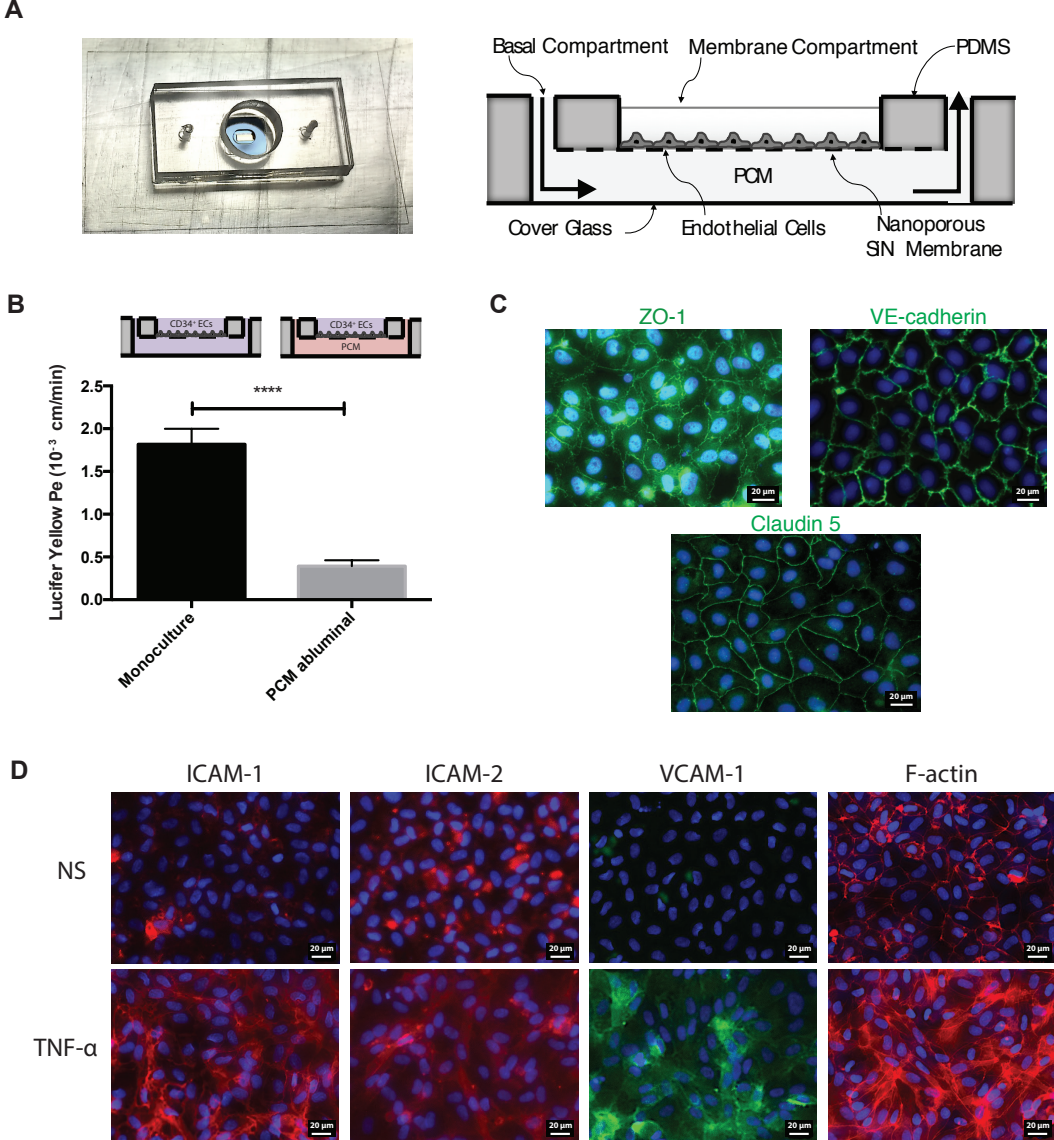 A
Basal Compartment
Membrane Compartment
PDMS
PCM
Cover Glass
Endothelial Cells
Nanoporous
SiN Membrane
B
CD34⁺ ECs
CD34⁺ ECs
PCM
Lucifer Yellow Pe (10⁻³ cm/min)
2.5
2.0
1.5
1.0
0.5
0.0
****
Monoculture
PCM abluminal
C
ZO-1
20 µm
VE-cadherin
20 µm
Claudin 5
20 µm
D
ICAM-1
ICAM-2
VCAM-1
F-actin
NS
20 µm
20 µm
20 µm
20 µm
TNF-α
20 µm
20 µm
20 µm
20 µm